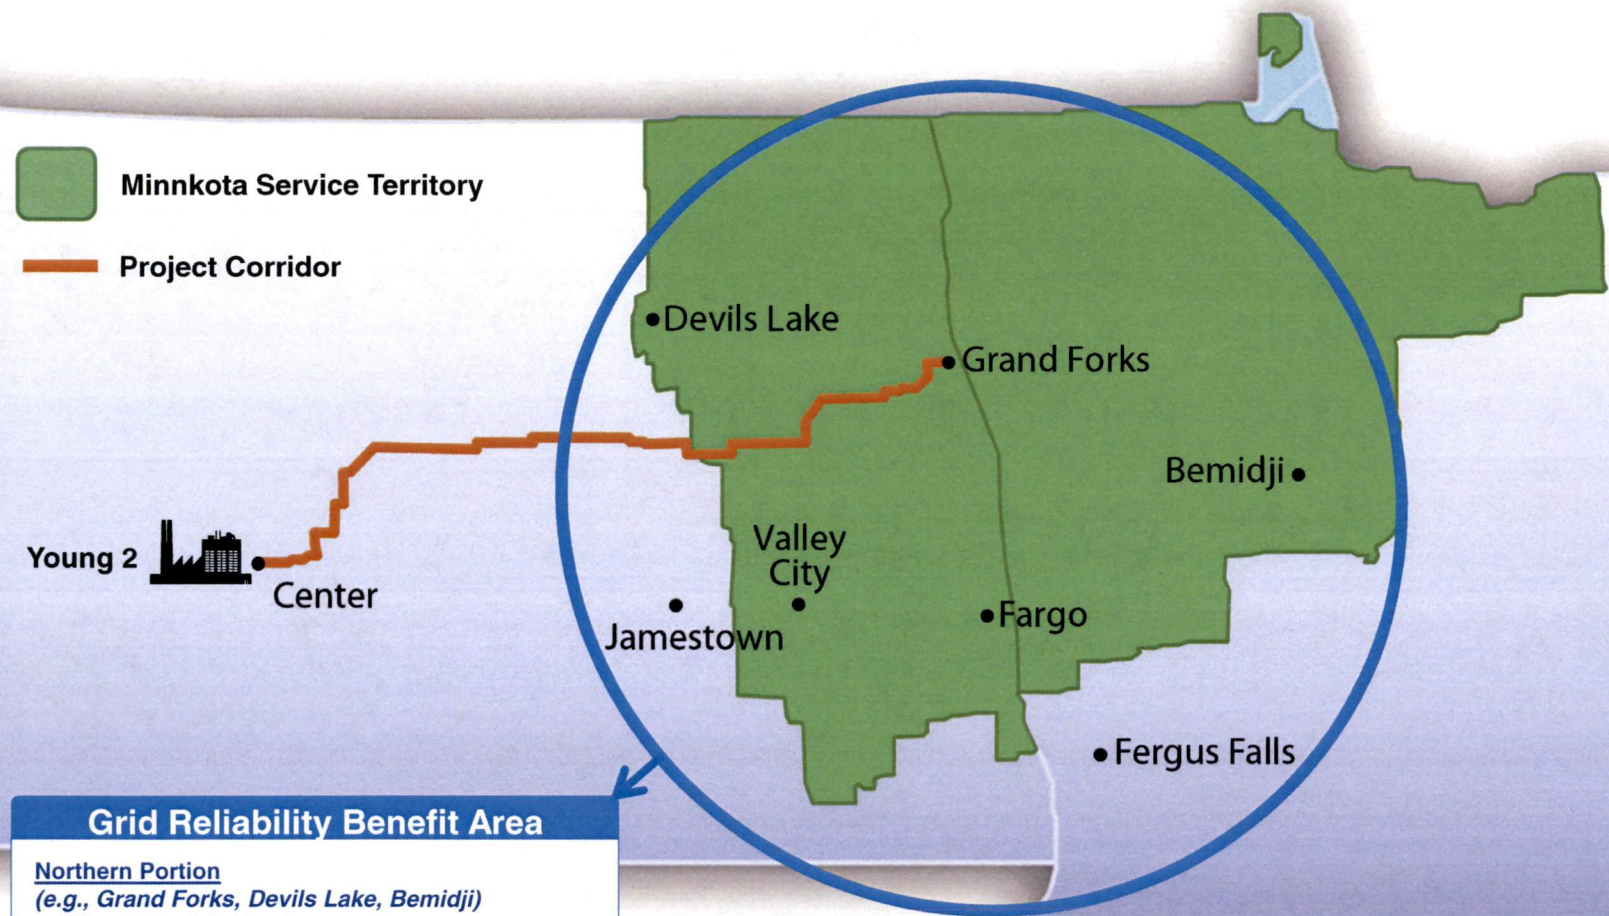 Minnkota Service Territory
Project Corridor
Devils Lake
Grand Forks
Bemidji
Young 2
Center
Valley
City
Jamestown
Fargo
Fergus Falls
Grid Reliability Benefit Area
Northern Portion
(e.g., Grand Forks, Devils Lake, Bemidji)